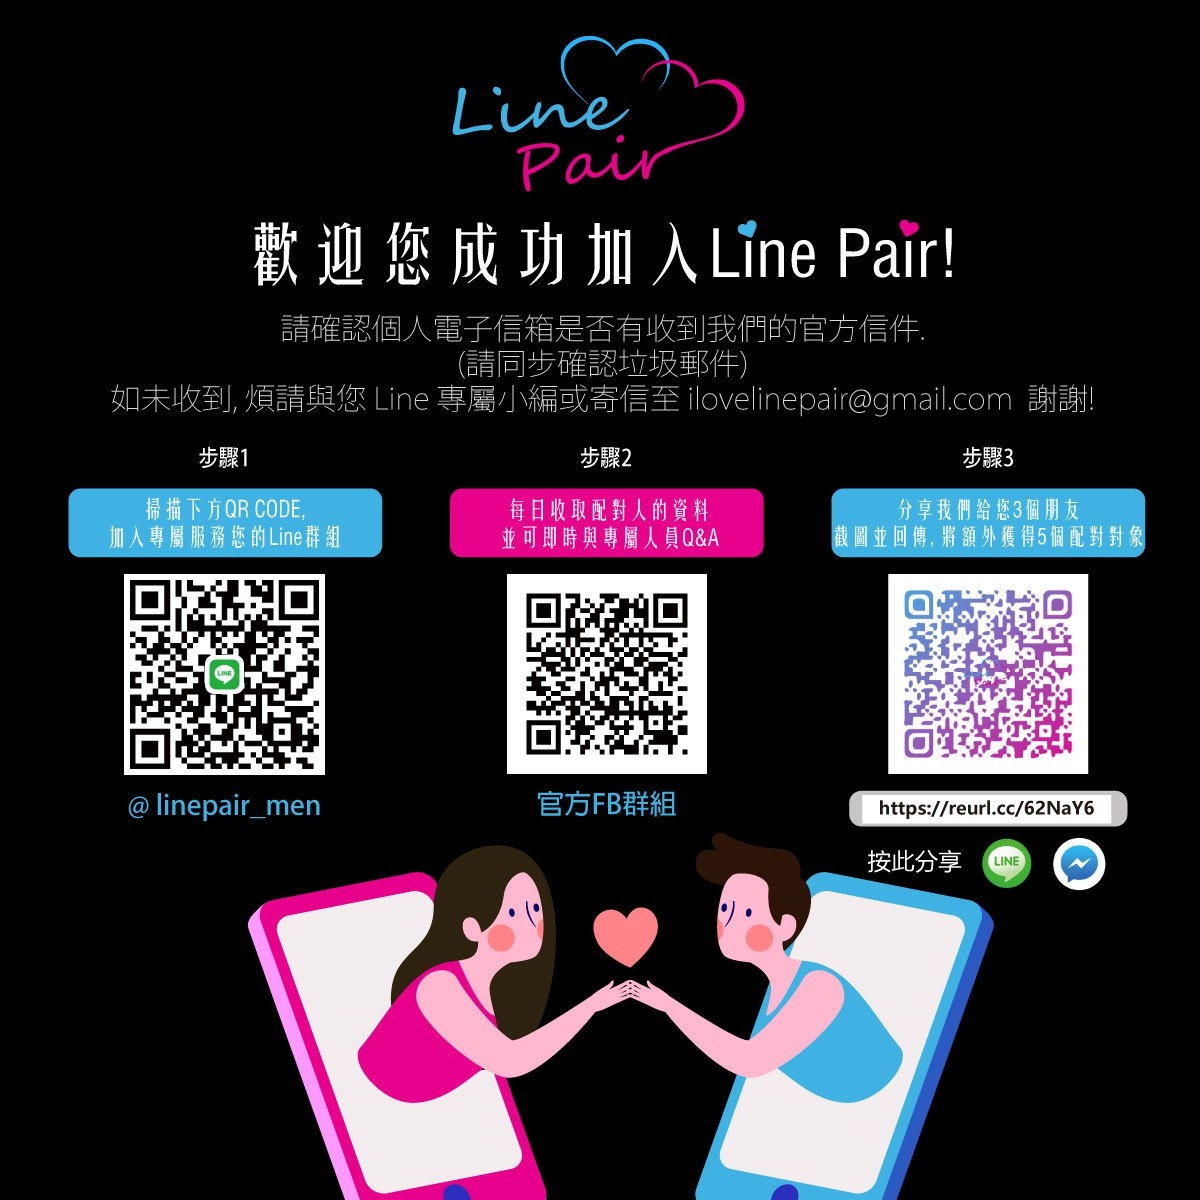 Line
Pair
歡迎您成功加入Line Pair!
請確認個人電子信箱是否有收到我們的官方信件.
(請同步確認垃圾郵件)
如未收到, 煩請與您 Line 專屬小編或寄信至 ilovelinepair@gmail.com 謝謝!
步驟1
掃描下方QR CODE,
加入專屬服務您的Line群組
LINE
@ linepair_men
步驟2
每日收取配對人的資料
並可即時與專屬人員Q&A
官方FB群組
步驟3
分享我們給您3個朋友
截圖並回傳, 將額外獲得5個配對對象
https://reurl.cc/62NaY6
按此分享
LINE